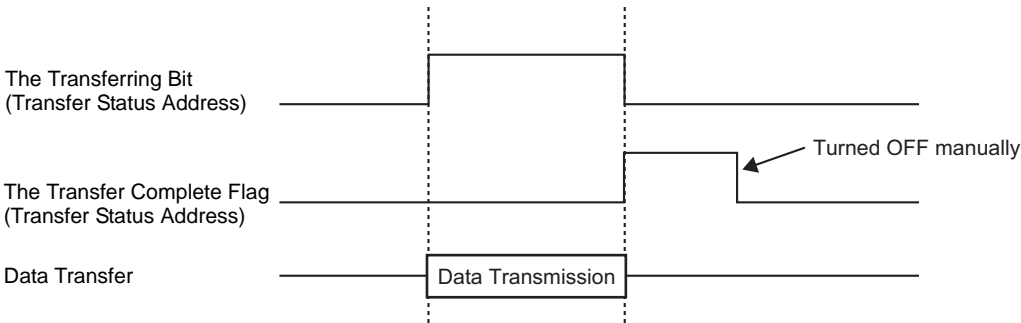 The Transferring Bit
(Transfer Status Address)
Turned OFF manually
The Transfer Complete Flag
(Transfer Status Address)
Data Transfer
Data Transmission